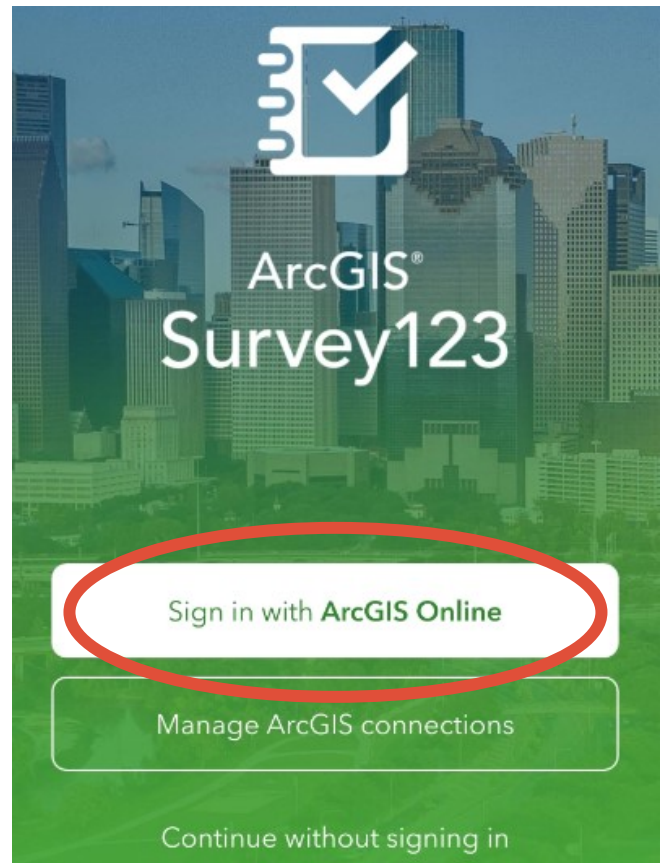 ArcGIS®
Survey123
Sign in with ArcGIS Online
Manage ArcGIS connections
Continue without signing in